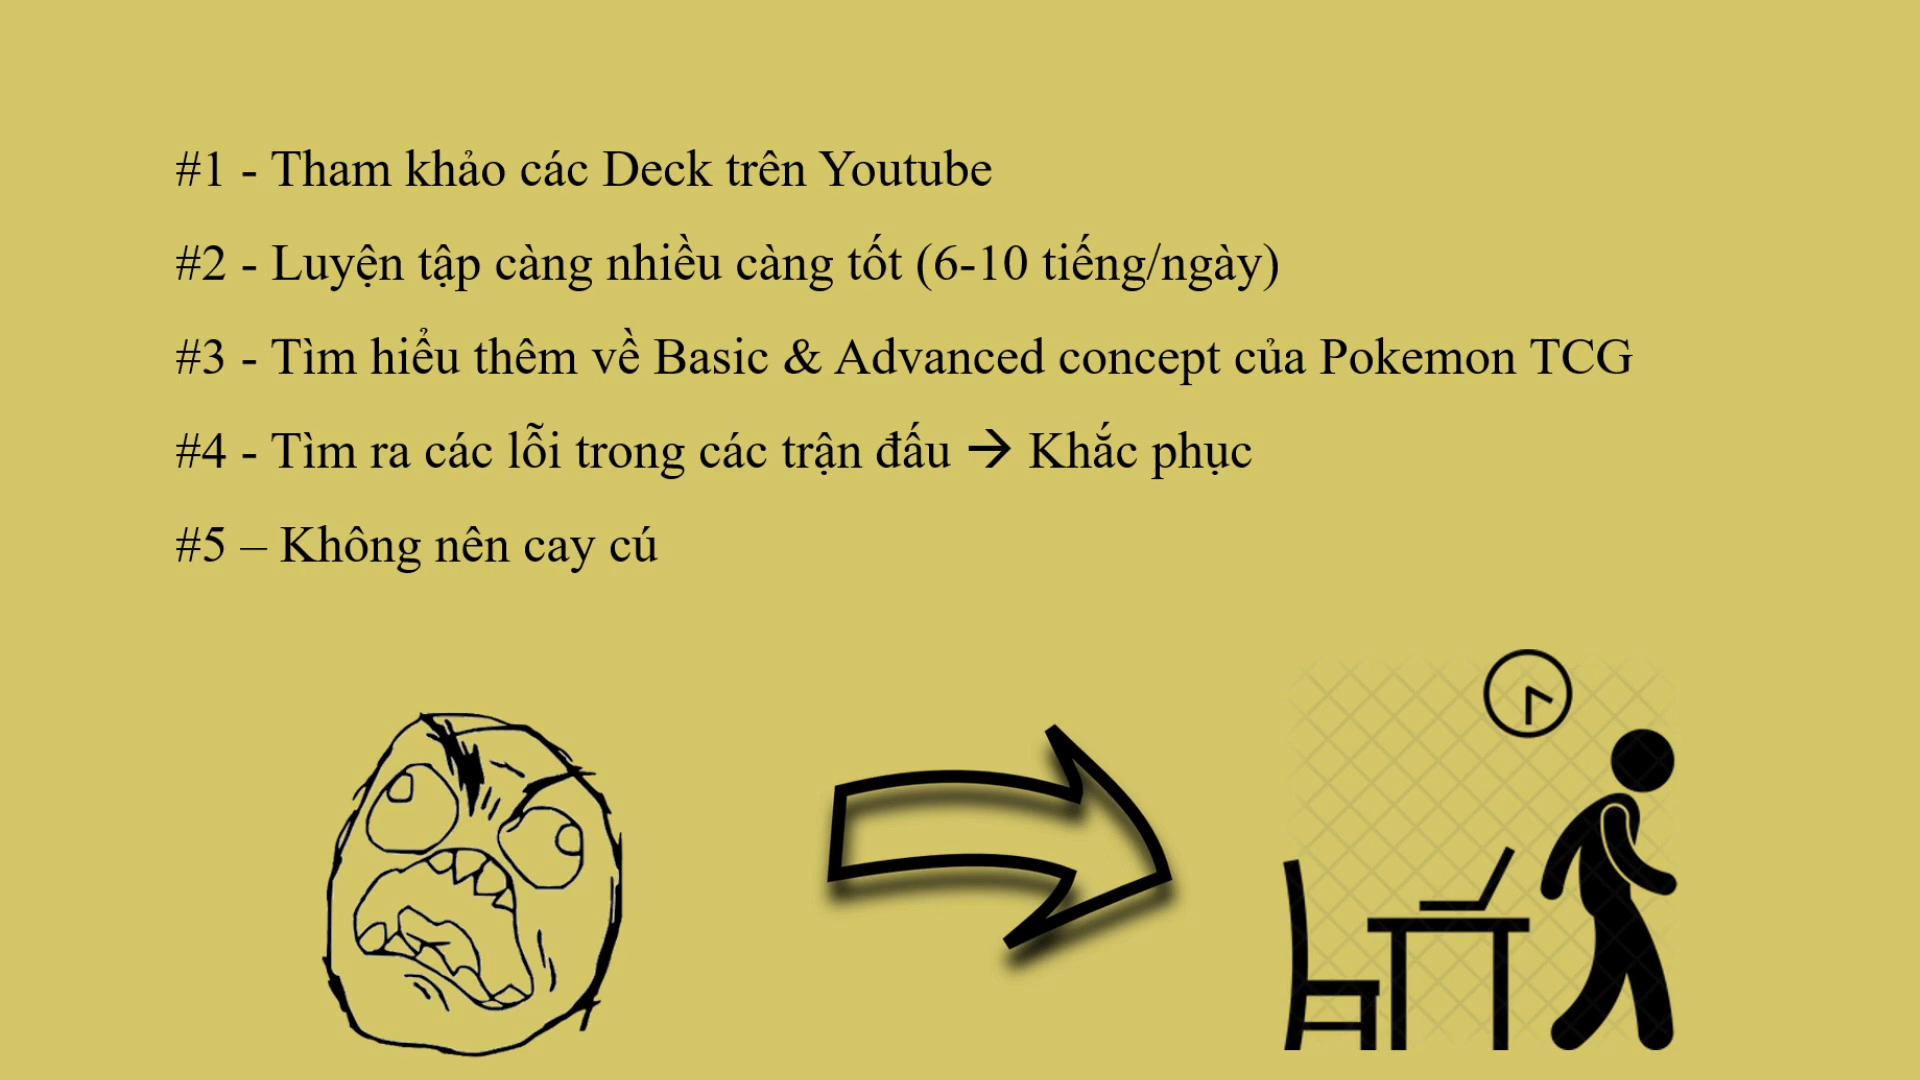 #1 - Tham khảo các Deck trên Youtube
#2 - Luyện tập càng nhiều càng tốt (6-10 tiếng/ngày)
#3 - Tìm hiểu thêm về Basic & Advanced concept của Pokemon TCG
#4 - Tìm ra các lỗi trong các trận đấu → Khắc phục
#5 – Không nên cay cú